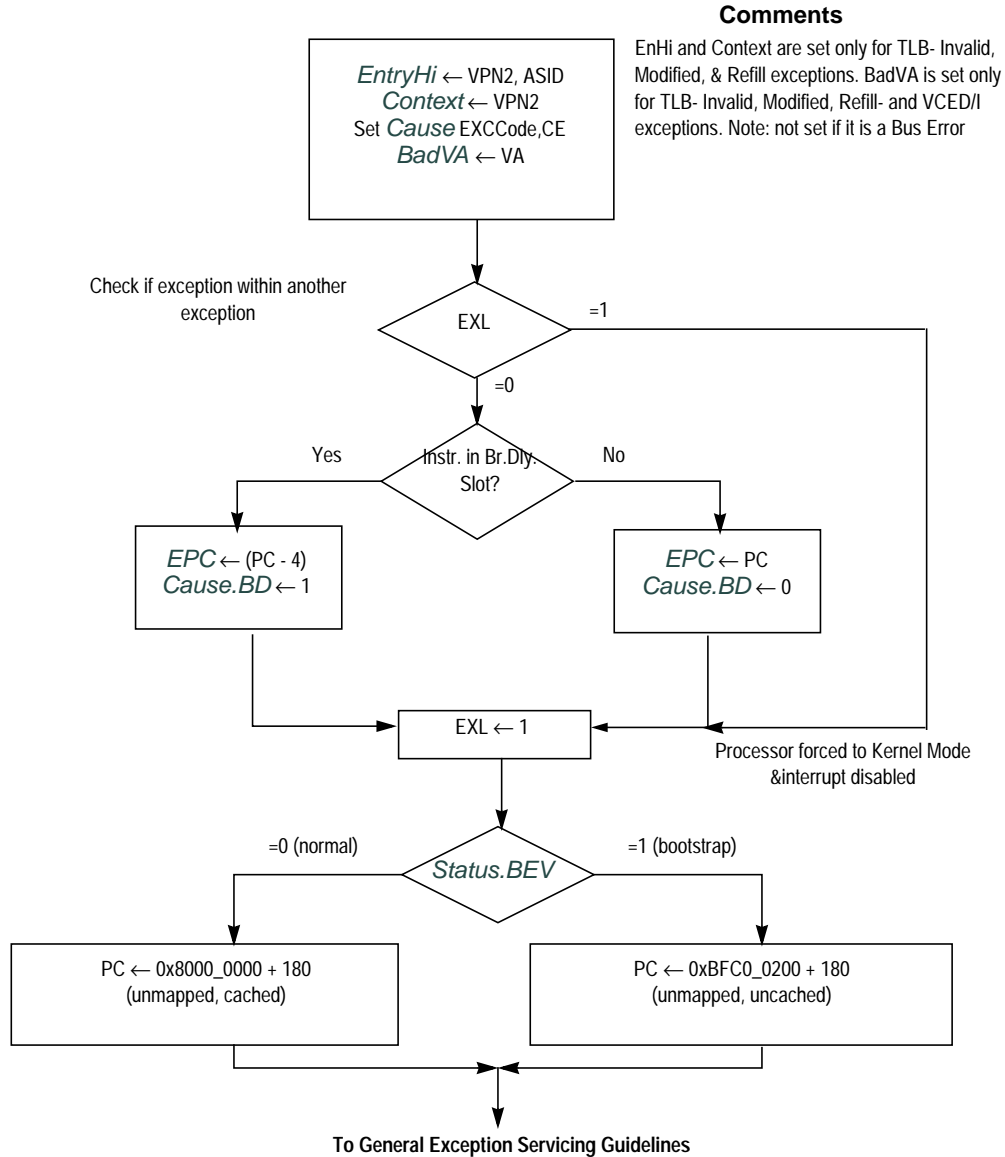 Comments
EnHi and Context are set only for TLB- Invalid,
Modified, & Refill exceptions. BadVA is set only
for TLB- Invalid, Modified, Refill- and VCED/I
exceptions. Note: not set if it is a Bus Error
EntryHi ← VPN2, ASID
Context ← VPN2
Set Cause EXCCode,CE
BadVA ← VA
Check if exception within another
exception
EXL
=1
=0
Yes
Instr. in Br.Dly.
Slot?
No
EPC ← (PC - 4)
Cause.BD ← 1
EPC ← PC
Cause.BD ← 0
EXL ← 1
Processor forced to Kernel Mode
&interrupt disabled
=0 (normal)
Status.BEV
=1 (bootstrap)
PC ← 0x8000_0000 + 180
(unmapped, cached)
PC ← 0xBFC0_0200 + 180
(unmapped, uncached)
To General Exception Servicing Guidelines